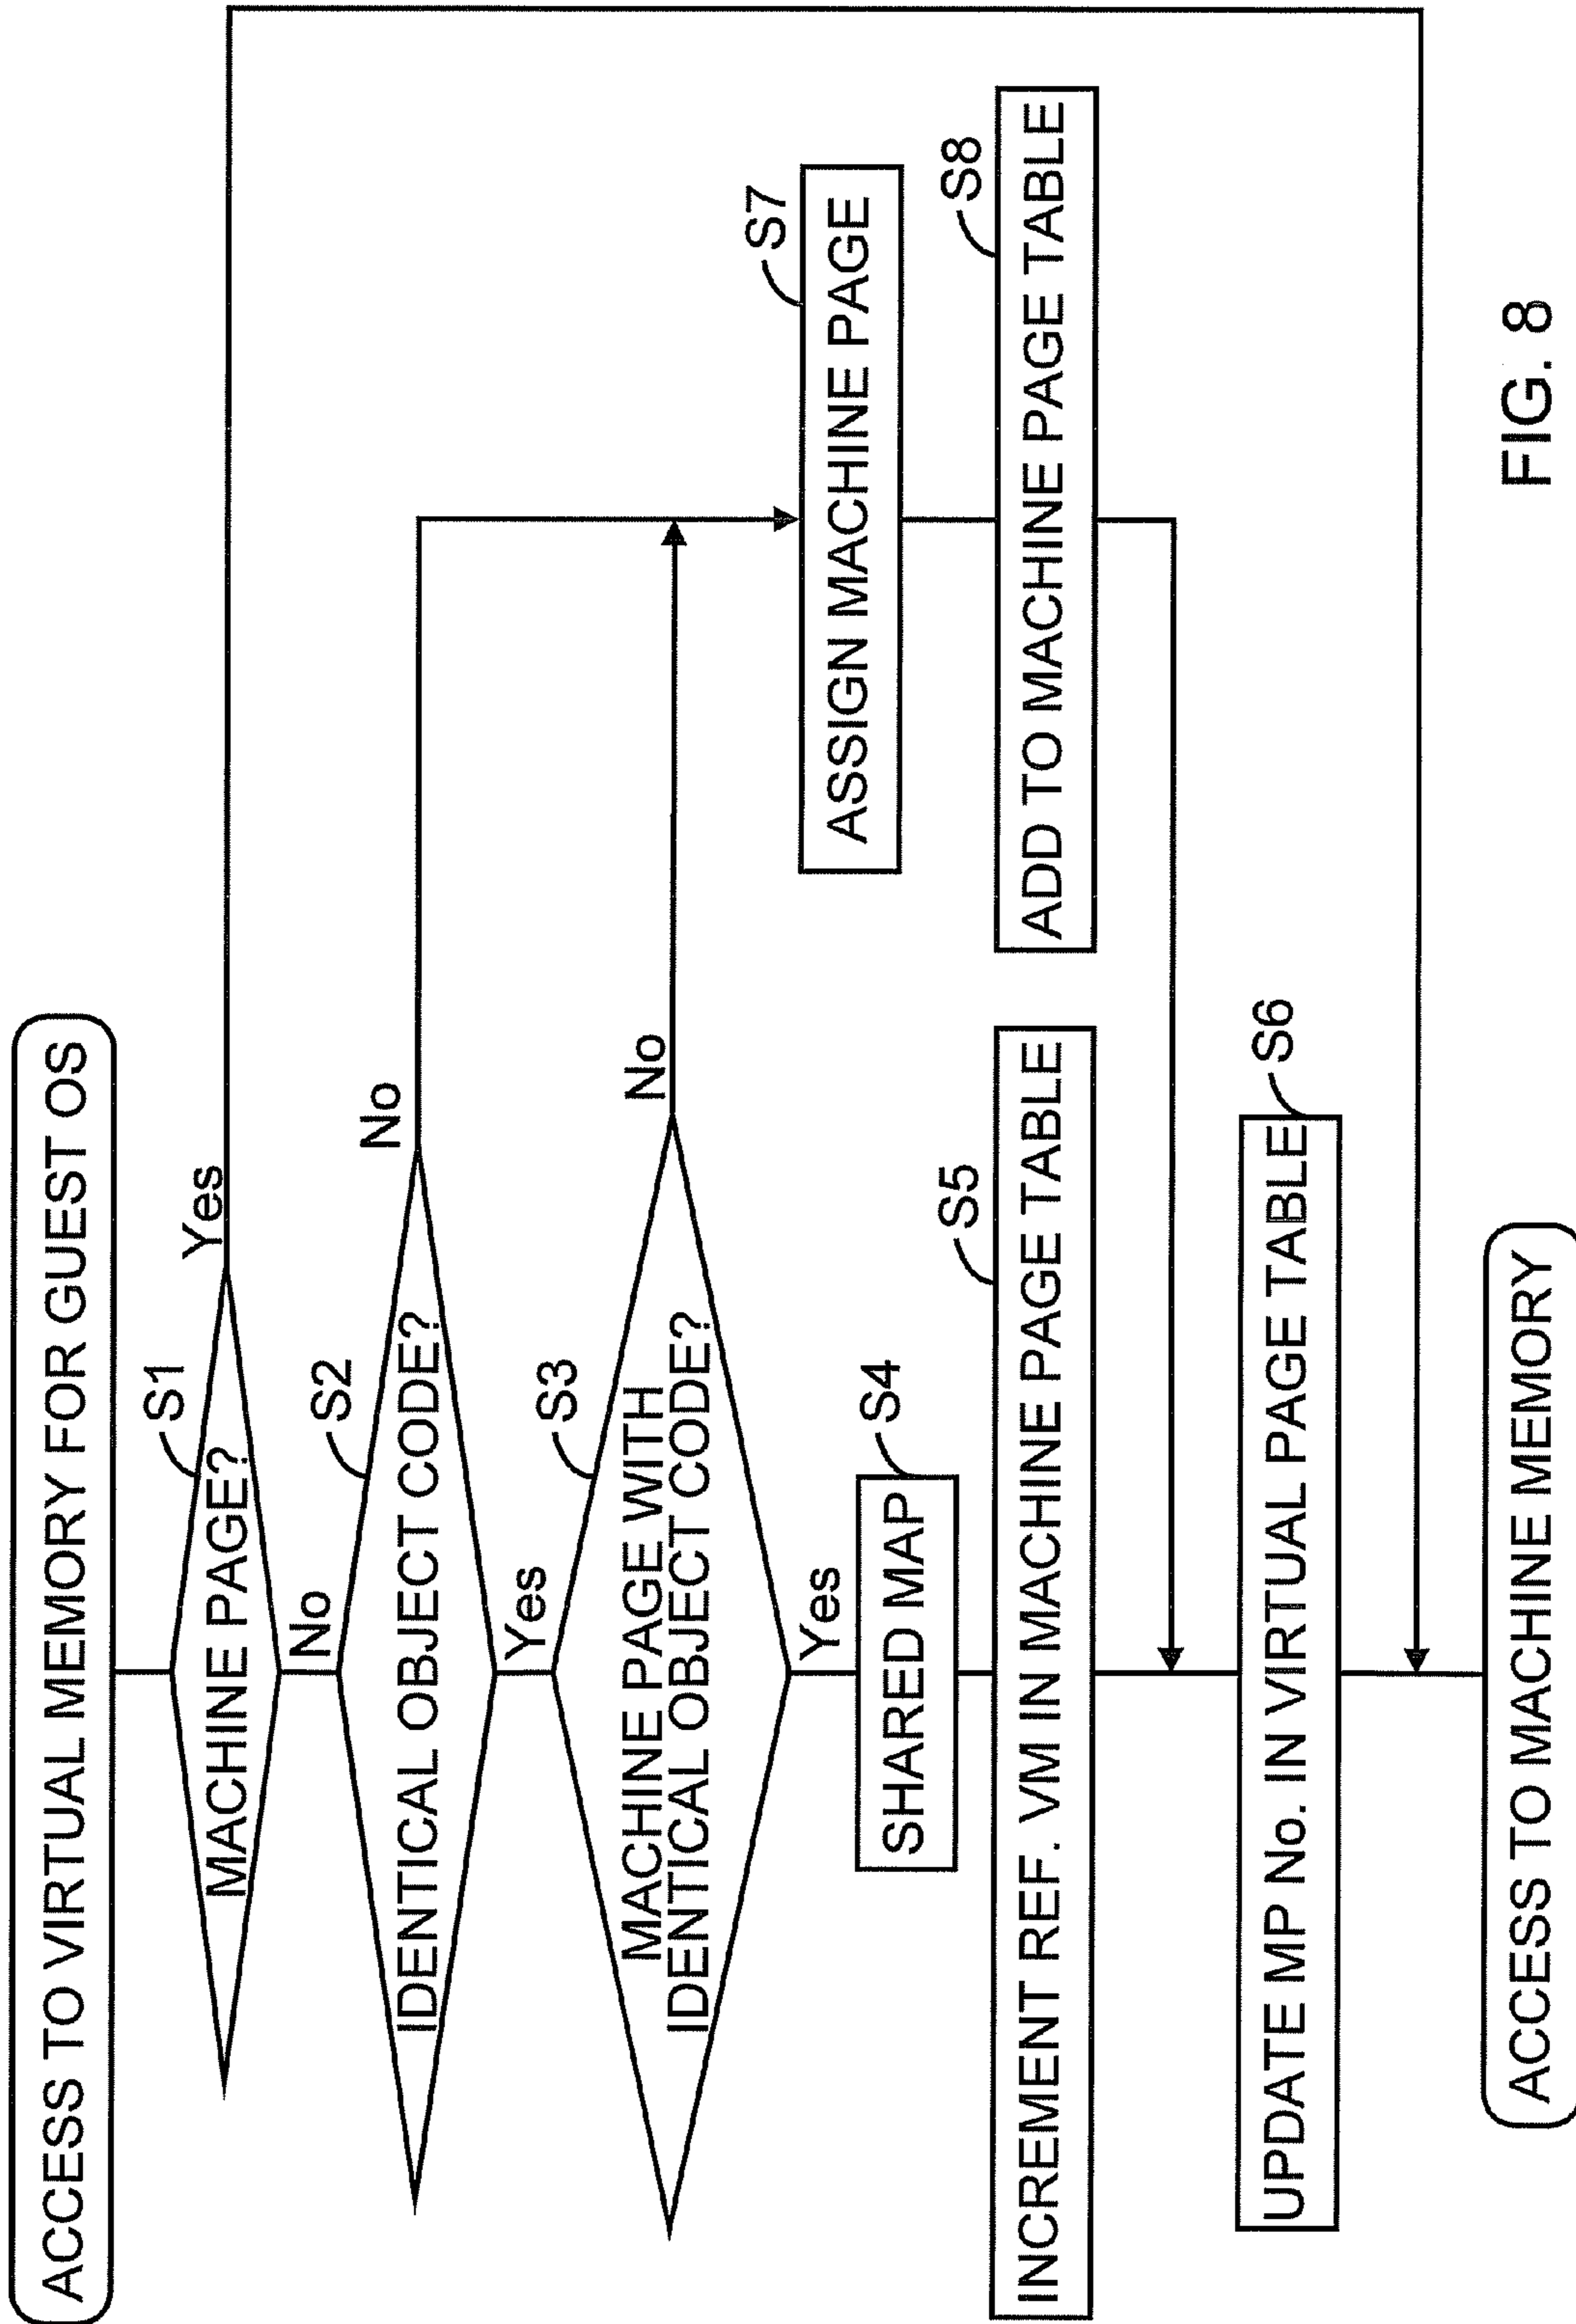 ACCESS TO VIRTUAL MEMORY FOR GUEST OS
S1
MACHINE PAGE?
Yes
No
S2
IDENTICAL OBJECT CODE?
No
Yes
S3
MACHINE PAGE WITH
IDENTICAL OBJECT CODE?
No
Yes
S4
SHARED MAP
S7
ASSIGN MACHINE PAGE
S5
INCREMENT REF. VM IN MACHINE PAGE TABLE
S8
ADD TO MACHINE PAGE TABLE
S6
UPDATE MP No. IN VIRTUAL PAGE TABLE
ACCESS TO MACHINE MEMORY
FIG. 8